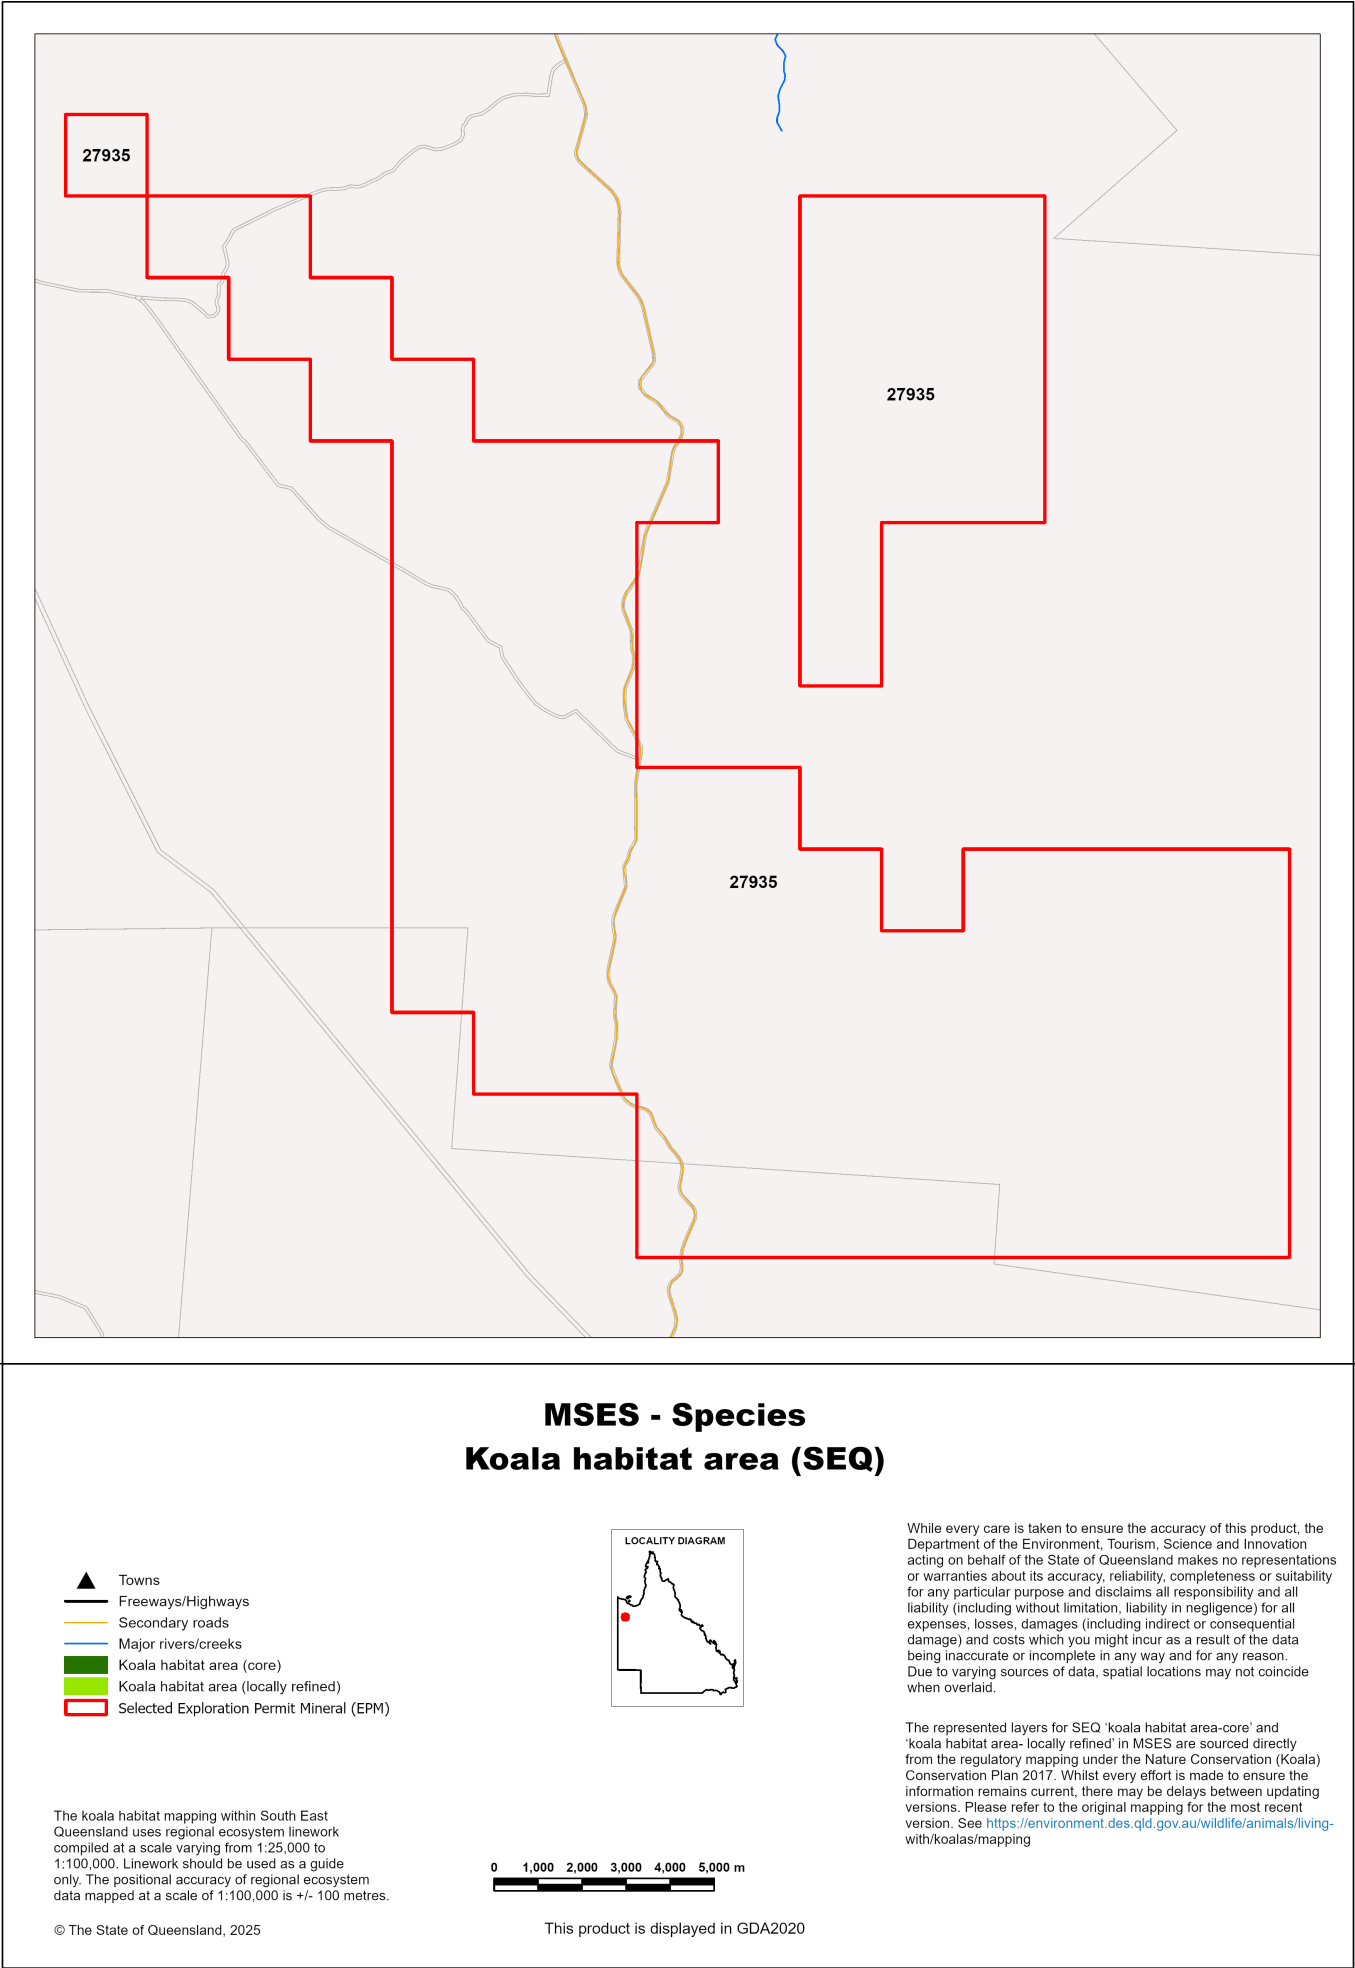 27935
27935
27935
MSES - Species
Koala habitat area (SEQ)
Towns
Freeways/Highways
Secondary roads
Major rivers/creeks
Koala habitat area (core)
Koala habitat area (locally refined)
Selected Exploration Permit Mineral (EPM)
The koala habitat mapping within South East
Queensland uses regional ecosystem linework
compiled at a scale varying from 1:25,000 to
1:100,000. Linework should be used as a guide
only. The positional accuracy of regional ecosystem
data mapped at a scale of 1:100,000 is +/- 100 metres.
© The State of Queensland, 2025
LOCALITY DIAGRAM
0 1,000 2,000 3,000 4,000 5,000 m
This product is displayed in GDA2020
While every care is taken to ensure the accuracy of this product, the
Department of the Environment, Tourism, Science and Innovation
acting on behalf of the State of Queensland makes no representations
or warranties about its accuracy, reliability, completeness or suitability
for any particular purpose and disclaims all responsibility and all
liability (including without limitation, liability in negligence) for all
expenses, losses, damages (including indirect or consequential
damage) and costs which you might incur as a result of the data
being inaccurate or incomplete in any way and for any reason.
Due to varying sources of data, spatial locations may not coincide
when overlaid.
The represented layers for SEQ ‘koala habitat area-core’ and
‘koala habitat area- locally refined’ in MSES are sourced directly
from the regulatory mapping under the Nature Conservation (Koala)
Conservation Plan 2017. Whilst every effort is made to ensure the
information remains current, there may be delays between updating
versions. Please refer to the original mapping for the most recent
version. See https://environment.des.qld.gov.au/wildlife/animals/living-
with/koalas/mapping